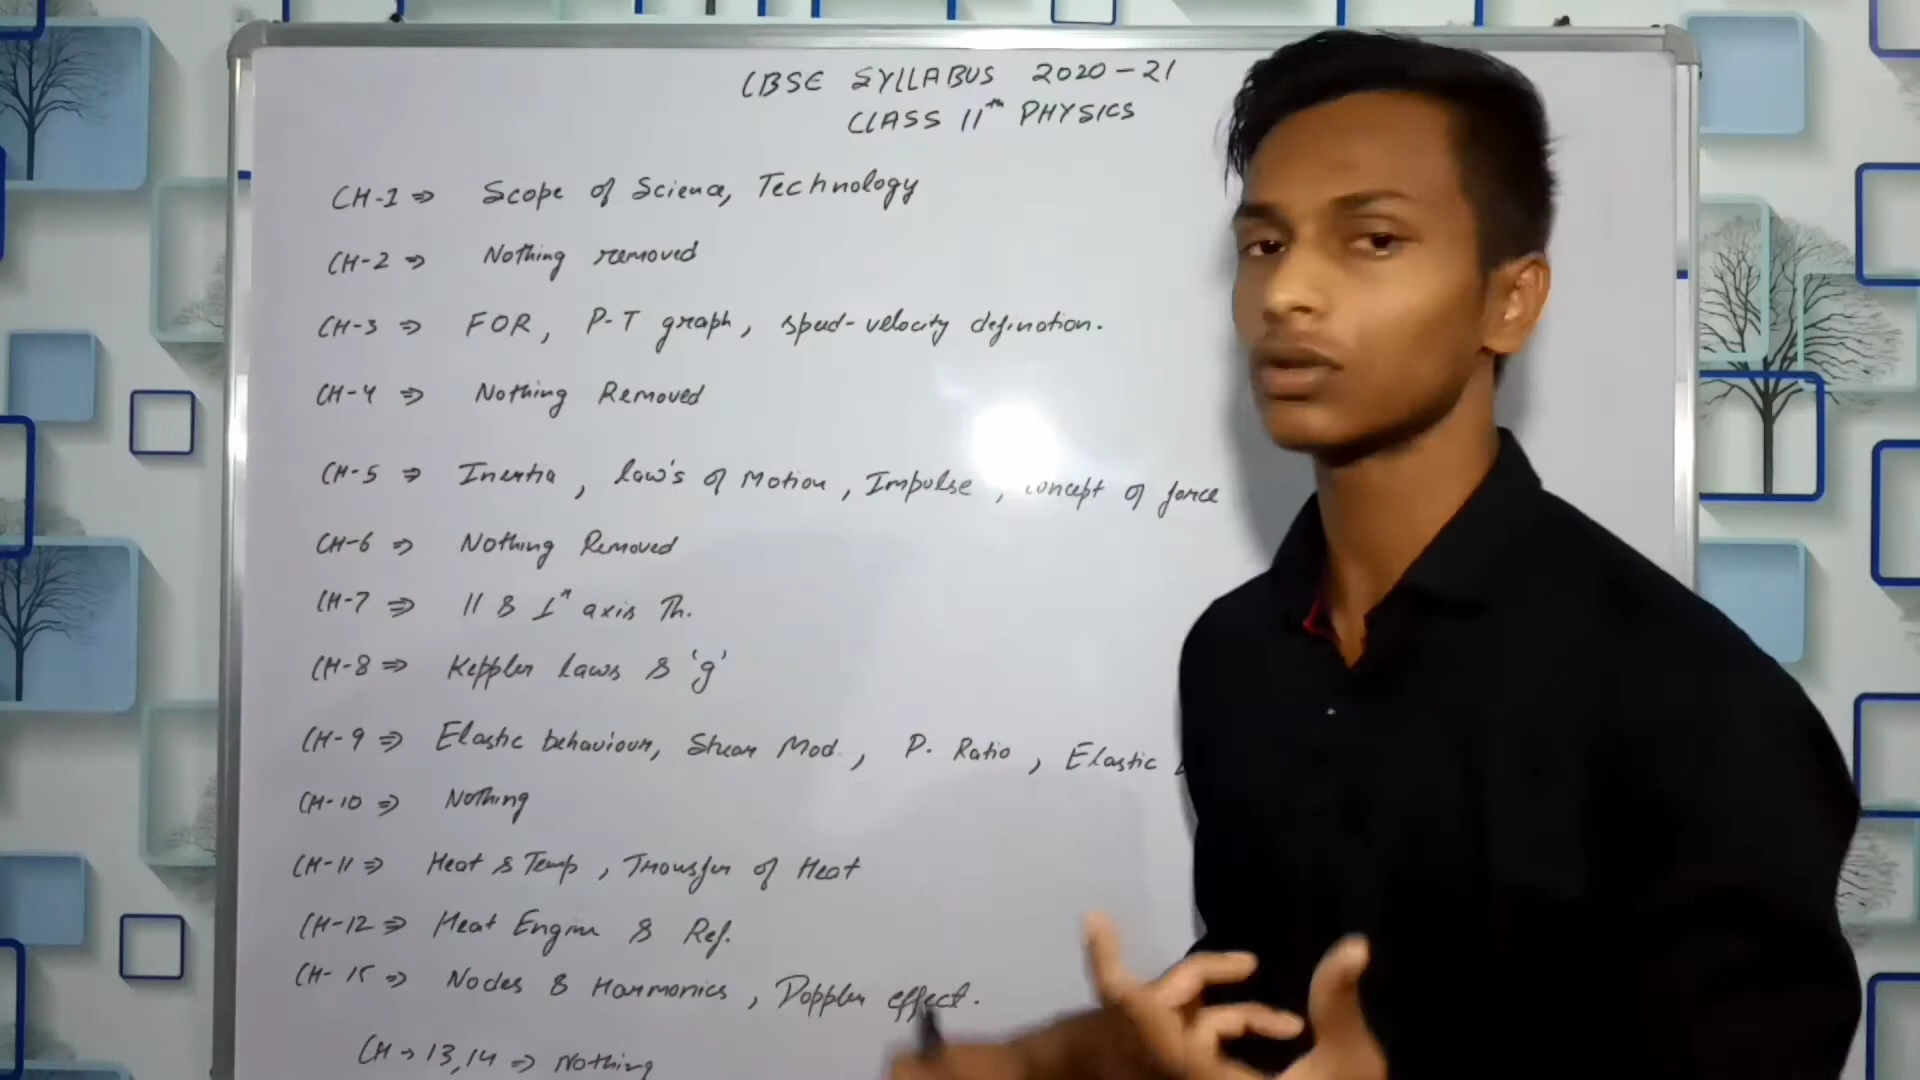 CBSE SYLLABUS 2020-21
CLASS 11th PHYSICS
CH-1 ⇒ Scope of Science, Technology
CH-2 ⇒ Nothing removed
CH-3 ⇒ FOR, P-T graph, speed-velocity defination.
CH-4 ⇒ Nothing Removed
CH-5 ⇒ Inertia, law's of Motion, Impulse, concept of force
CH-6 ⇒ Nothing Removed
CH-7 ⇒ || & ⊥r axis Th.
CH-8 ⇒ Keppler laws & 'g'
CH-9 ⇒ Elastic behaviour, Shear Mod., P. Ratio, Elastic
CH-10 ⇒ Nothing
CH-11 ⇒ Heat & Temp, Transfer of Heat
CH-12 ⇒ Heat Engine & Ref.
CH-15 ⇒ Nodes & Harmonics, Doppler effect.
CH → 13,14 ⇒ Nothing